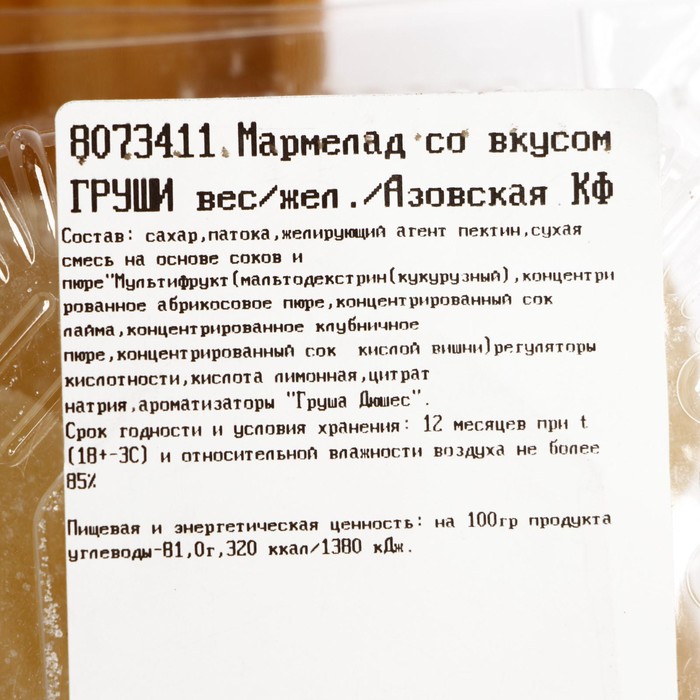 8073411 Мармелад со вкусом
ГРУШИ вес/жел./Азовская КФ
Состав: сахар,патока,желирующий агент пектин,сухая
смесь на основе соков и
пюре"Мультифрукт(мальтодекстрин(кукурузный),концентри
рованное абрикосовое пюре,концентрированный сок
лайма,концентрированное клубничное
пюре,концентрированный сок кислой вишни)регуляторы
кислотности,кислота лимонная,цитрат
натрия,ароматизаторы "Груша Дюшес".
Срок годности и условия хранения: 12 месяцев при t
(18+-3С) и относительной влажности воздуха не более
85%
Пищевая и энергетическая ценность: на 100гр продукта
углеводы-81,0г,320 ккал/1380 кДж.